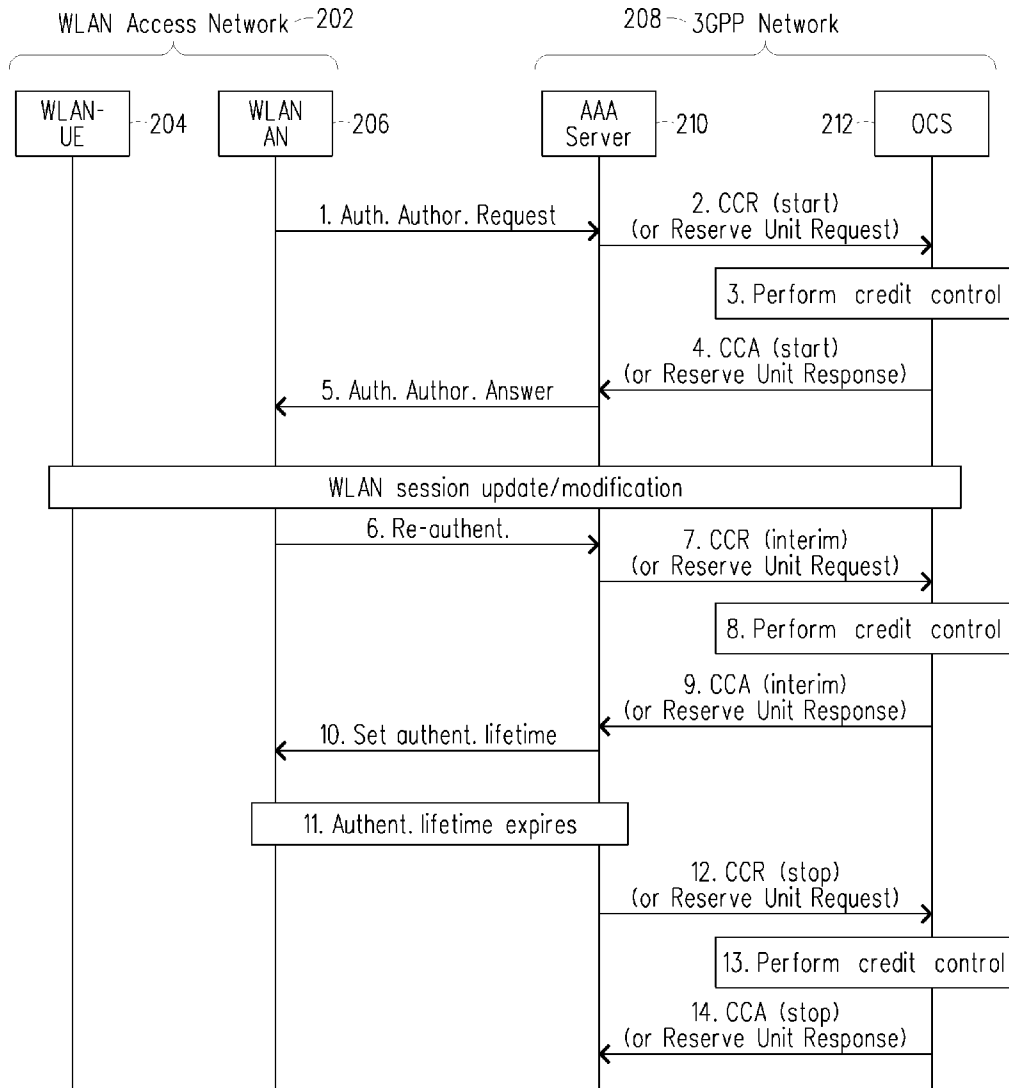 WLAN Access Network 202
208 3GPP Network
WLAN-
UE
204
WLAN
AN
206
AAA
Server
210
212
OCS
1. Auth. Author. Request
2. CCR (start)
(or Reserve Unit Request)
3. Perform credit control
4. CCA (start)
(or Reserve Unit Response)
5. Auth. Author. Answer
WLAN session update/modification
6. Re-authent.
7. CCR (interim)
(or Reserve Unit Request)
8. Perform credit control
9. CCA (interim)
(or Reserve Unit Response)
10. Set authent. lifetime
11. Authent. lifetime expires
12. CCR (stop)
(or Reserve Unit Request)
13. Perform credit control
14. CCA (stop)
(or Reserve Unit Response)